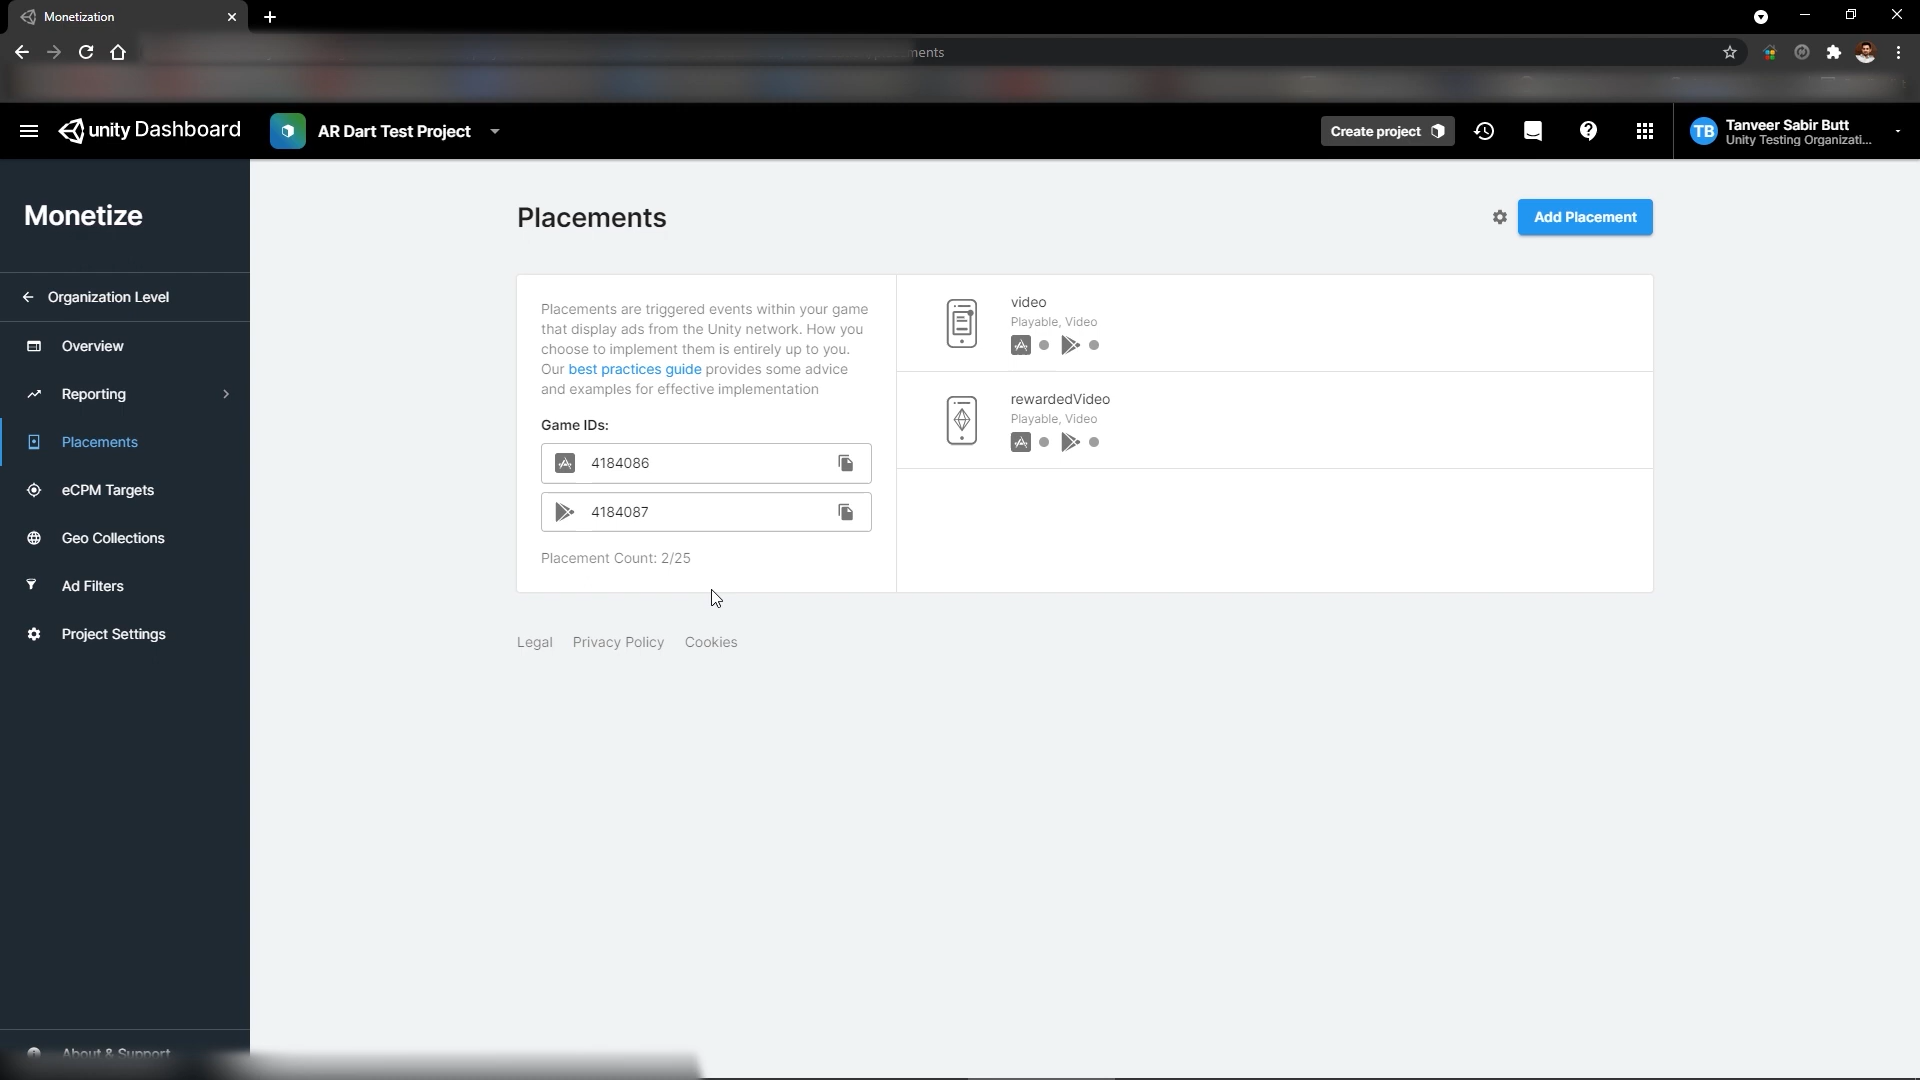 Monetization
ments
unity Dashboard
AR Dart Test Project
Create project
TB
Tanveer Sabir Butt
Unity Testing Organizati...
Monetize
Organization Level
Overview
Reporting
Placements
eCPM Targets
Geo Collections
Ad Filters
Project Settings
About & Support
Placements
Add Placement
Placements are triggered events within your game
that display ads from the Unity network. How you
choose to implement them is entirely up to you.
Our best practices guide provides some advice
and examples for effective implementation
Game IDs:
4184086
4184087
Placement Count: 2/25
video
Playable, Video
rewardedVideo
Playable, Video
Legal Privacy Policy Cookies